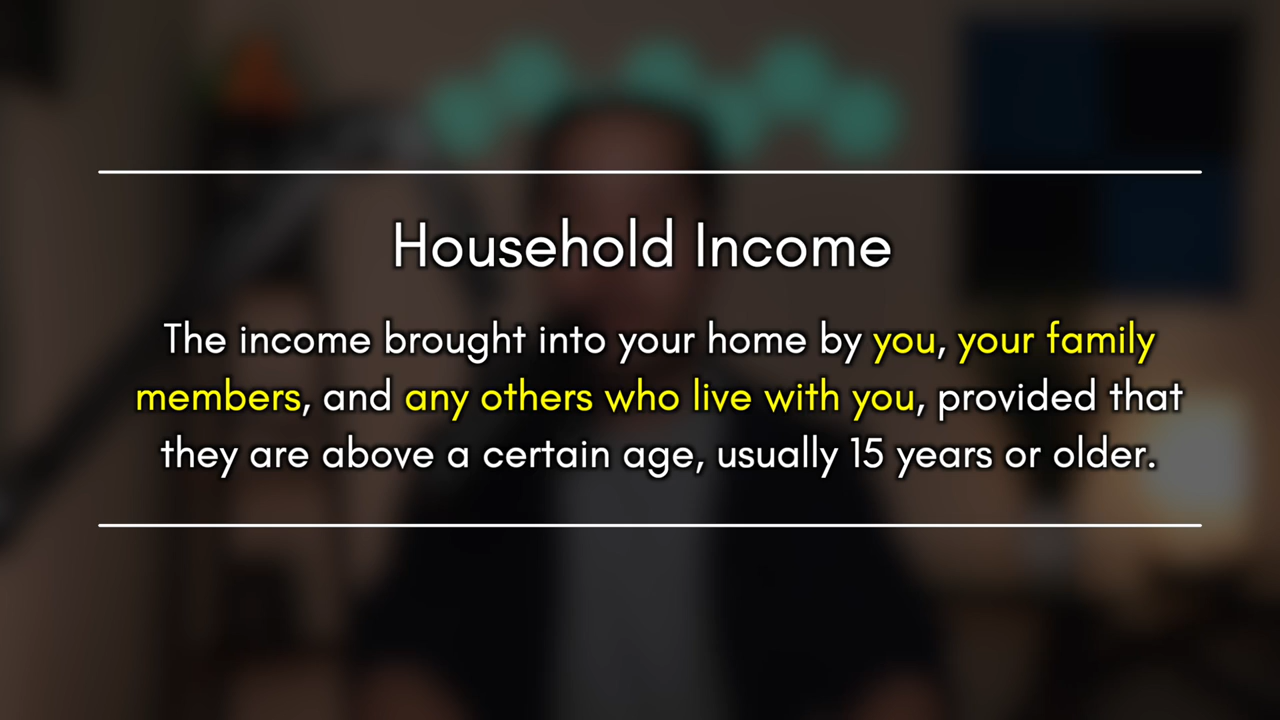 Household Income
The income brought into your home by you, your family
members, and any others who live with you, provided that
they are above a certain age, usually 15 years or older.